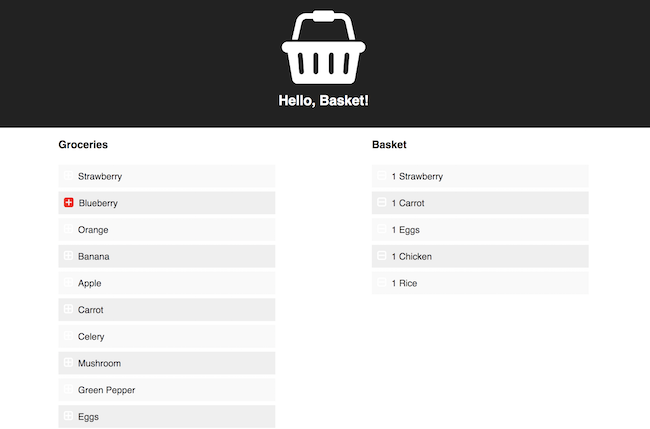 Hello, Basket!
Groceries
Strawberry
Blueberry
Orange
Banana
Apple
Carrot
Celery
Mushroom
Green Pepper
Eggs
Basket
1 Strawberry
1 Carrot
1 Eggs
1 Chicken
1 Rice